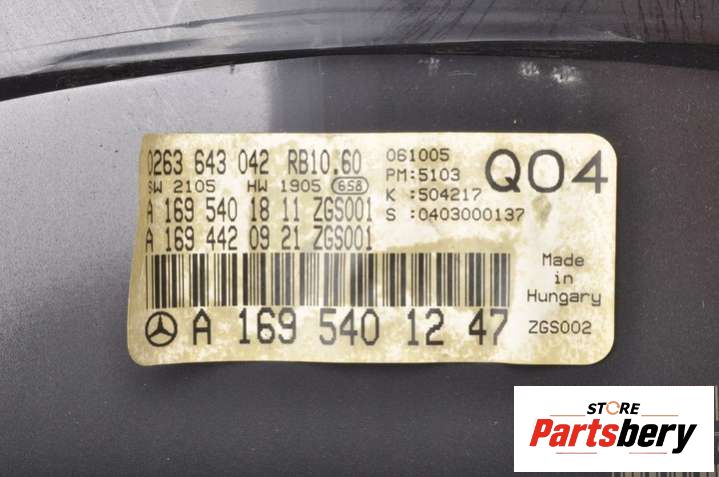 0263 643 042 RB10.60
SW 2105 HW 1905 658
A 169 540 18 11 ZGS001
A 169 442 09 21 ZGS001
061005
PM:5103
K :504217
S :0403000137
Q04
Made
in
Hungary
ZGS002
A 169 540 12 47
STORE
Partsbery